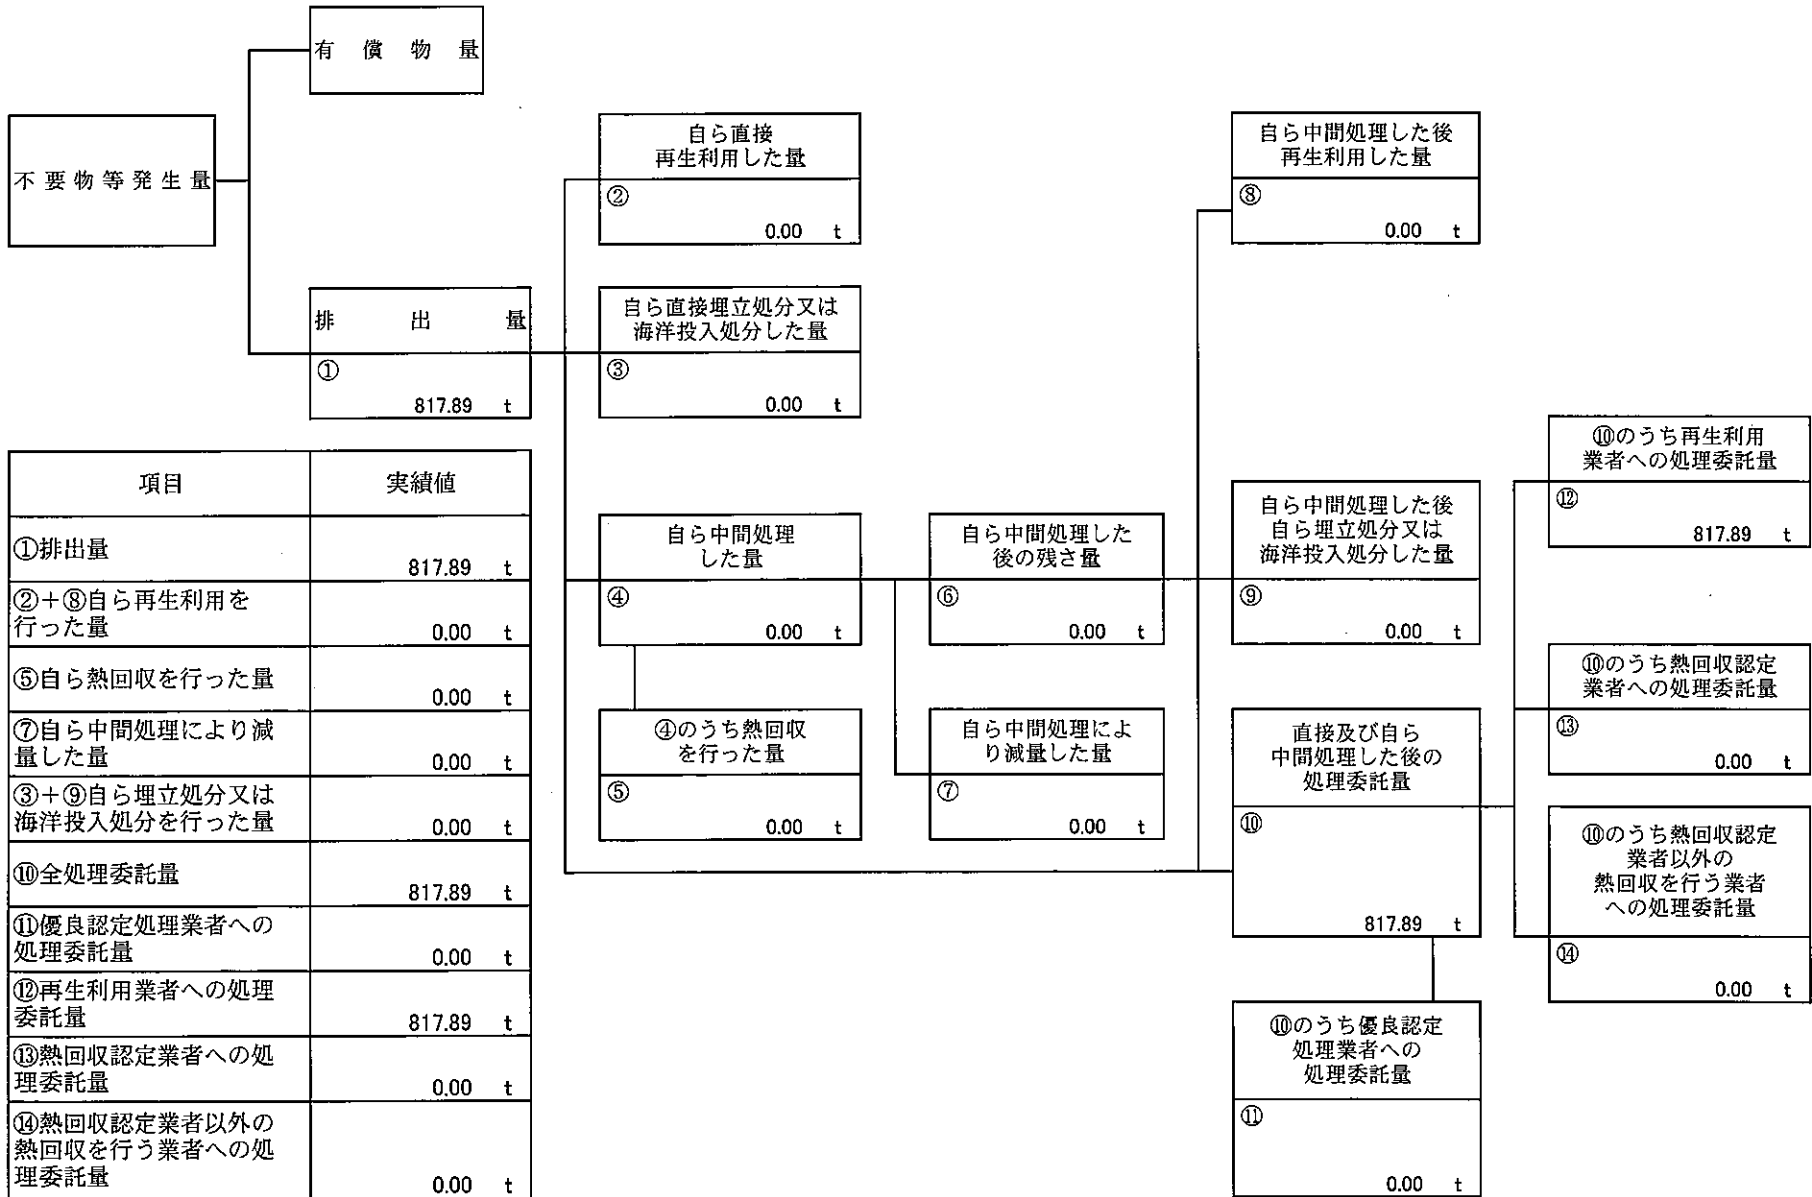 有償物量
不要物等発生量
自ら直接
再生利用した量
②
0.00 t
自ら中間処理した後
再生利用した量
⑧
0.00 t
排出量
①
817.89 t
自ら直接埋立処分又は
海洋投入処分した量
③
0.00 t
項目 実績値
①排出量
817.89 t
②+⑧自ら再生利用を
行った量
0.00 t
⑤自ら熱回収を行った量
0.00 t
⑦自ら中間処理により減
量した量
0.00 t
③+⑨自ら埋立処分又は
海洋投入処分を行った量
0.00 t
⑩全処理委託量
817.89 t
⑪優良認定処理業者への
処理委託量
0.00 t
⑫再生利用業者への処理
委託量
817.89 t
⑬熱回収認定業者への処
理委託量
0.00 t
⑭熱回収認定業者以外の
熱回収を行う業者への処
理委託量
0.00 t
自ら中間処理
した量
④
0.00 t
自ら中間処理した
後の残さ量
⑥
0.00 t
自ら中間処理した後
自ら埋立処分又は
海洋投入処分した量
⑨
0.00 t
④のうち熱回収
を行った量
⑤
0.00 t
自ら中間処理によ
り減量した量
⑦
0.00 t
直接及び自ら
中間処理した後の
処理委託量
⑩
817.89 t
⑩のうち再生利用
業者への処理委託量
⑫
817.89 t
⑩のうち熱回収認定
業者への処理委託量
⑬
0.00 t
⑩のうち熱回収認定
業者以外の
熱回収を行う業者
への処理委託量
⑭
0.00 t
⑩のうち優良認定
処理業者への
処理委託量
⑪
0.00 t